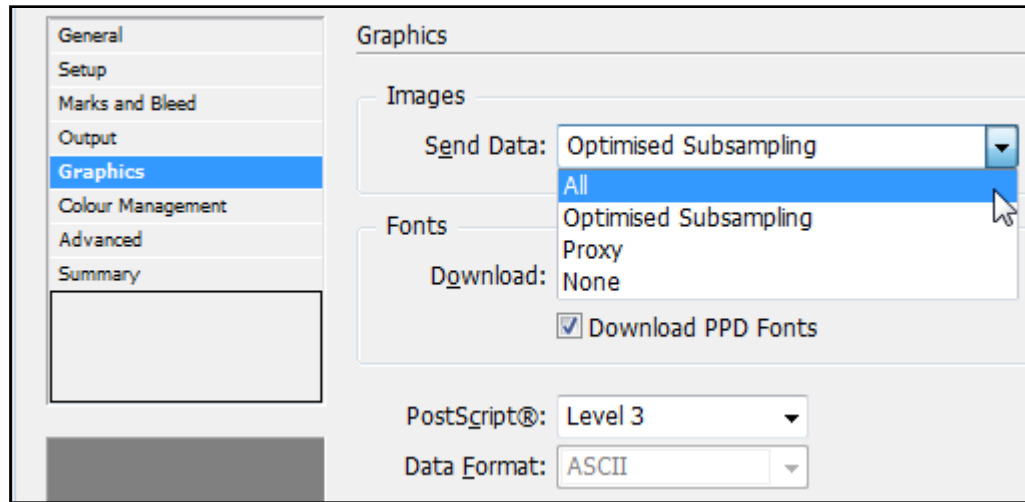 General
Setup
Marks and Bleed
Output
Graphics
Colour Management
Advanced
Summary
Graphics
Images
Send Data: Optimised Subsampling
All
Optimised Subsampling
Proxy
None
Fonts
Download:
Download PPD Fonts
PostScript®: Level 3
Data Format: ASCII